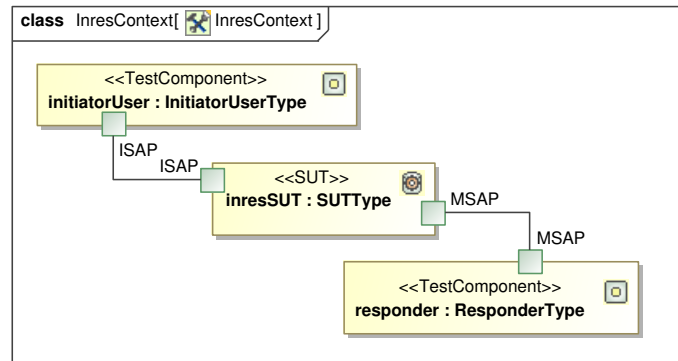 class InresContext[ InresContext ]
<<TestComponent>>
initiatorUser : InitiatorUserType
ISAP
ISAP
<<SUT>>
inresSUT : SUTType
MSAP
MSAP
<<TestComponent>>
responder : ResponderType